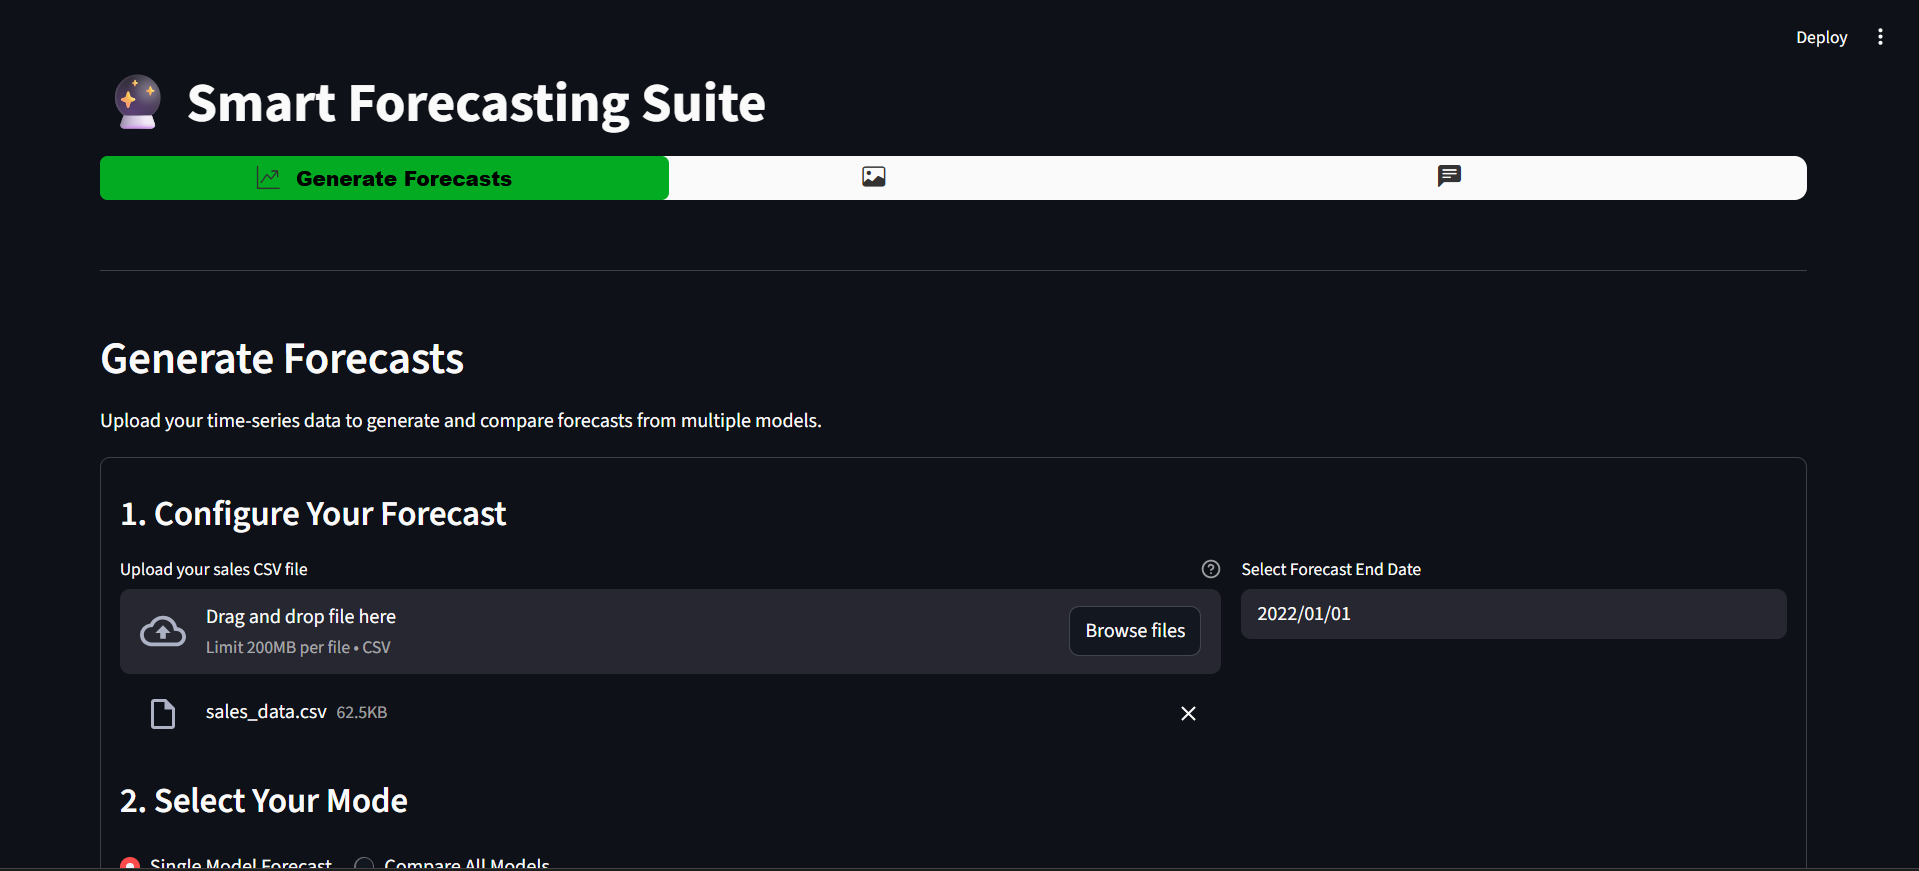 Deploy
Smart Forecasting Suite
Generate Forecasts
Generate Forecasts
Upload your time-series data to generate and compare forecasts from multiple models.
1. Configure Your Forecast
Upload your sales CSV file
Select Forecast End Date
Drag and drop file here
Limit 200MB per file • CSV
Browse files
2022/01/01
sales_data.csv 62.5KB
2. Select Your Mode
Single Model Forecast
Compare All Models